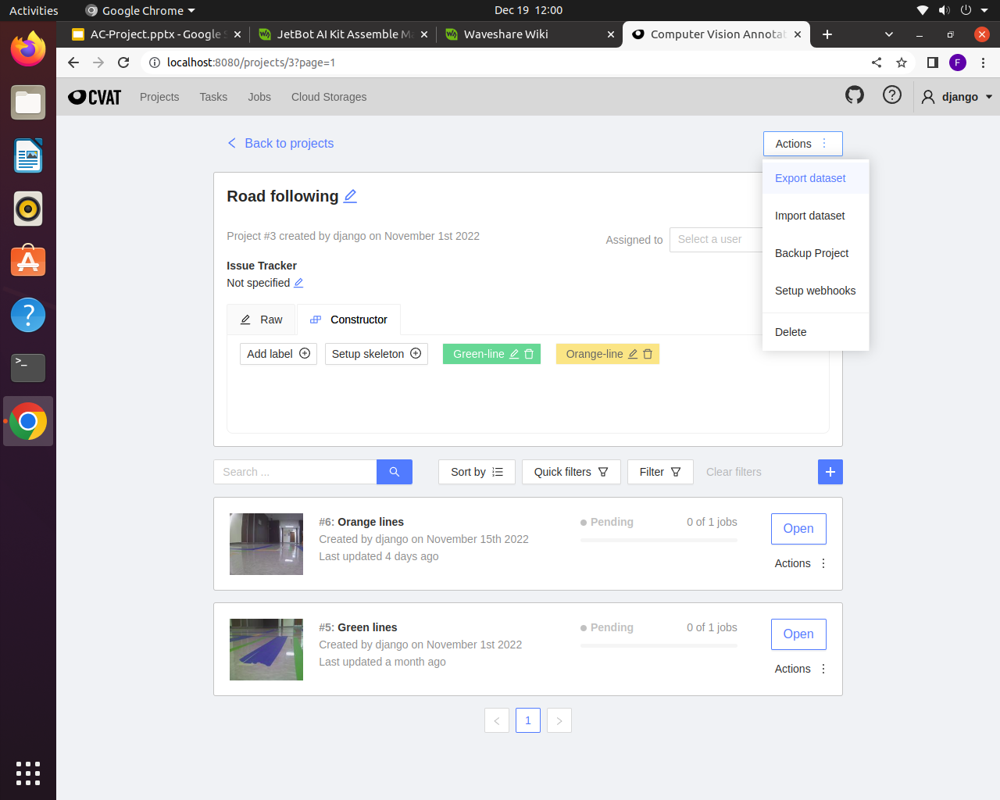 Activities
Google Chrome
Dec 19 12:00
AC-Project.pptx - Google S
JetBot AI Kit Assemble Ma
Waveshare Wiki
Computer Vision Annotat
localhost:8080/projects/3?page=1
F
CVAT
Projects
Tasks
Jobs
Cloud Storages
django
Back to projects
Actions
Export dataset
Import dataset
Backup Project
Setup webhooks
Delete
Road following
Project #3 created by django on November 1st 2022
Assigned to
Select a user
Issue Tracker
Not specified
Raw
Constructor
Add label
Setup skeleton
Green-line
Orange-line
Search ...
Sort by
Quick filters
Filter
Clear filters
#6: Orange lines
Created by django on November 15th 2022
Last updated 4 days ago
Pending
0 of 1 jobs
Open
Actions
#5: Green lines
Created by django on November 1st 2022
Last updated a month ago
Pending
0 of 1 jobs
Open
Actions
1